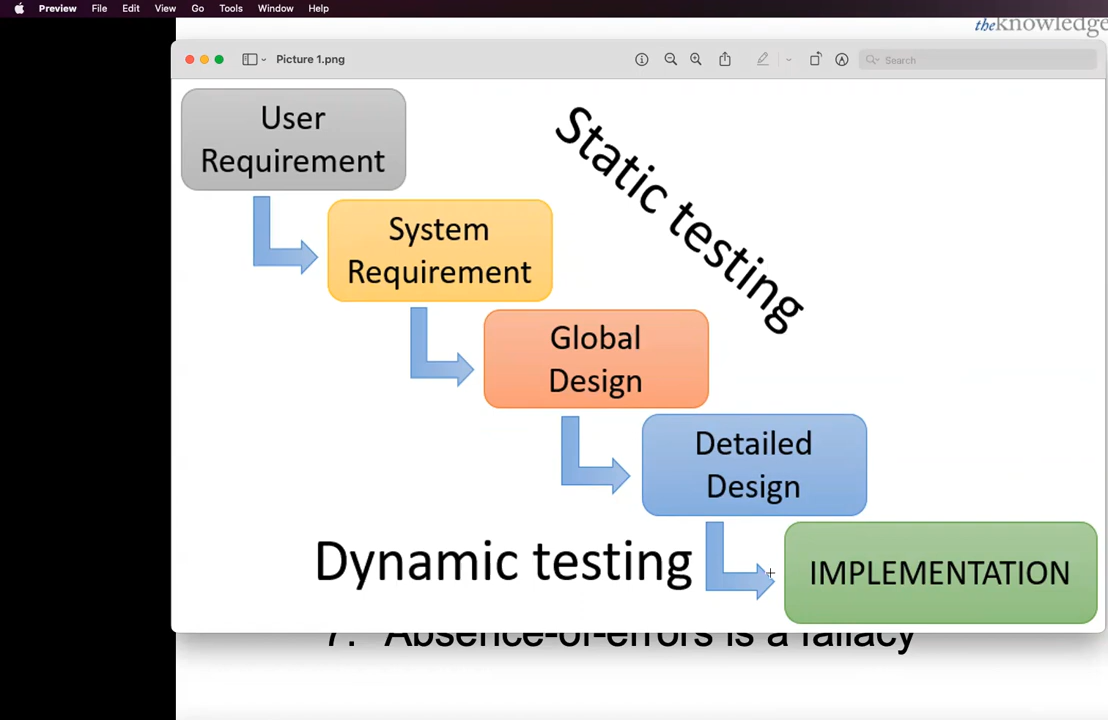 Preview File Edit View Go Tools Window Help
theknowledge
Picture 1.png
Search
User
Requirement
Static testing
System
Requirement
Global
Design
Detailed
Design
Dynamic testing
IMPLEMENTATION
7. Absence-of-errors is a fallacy